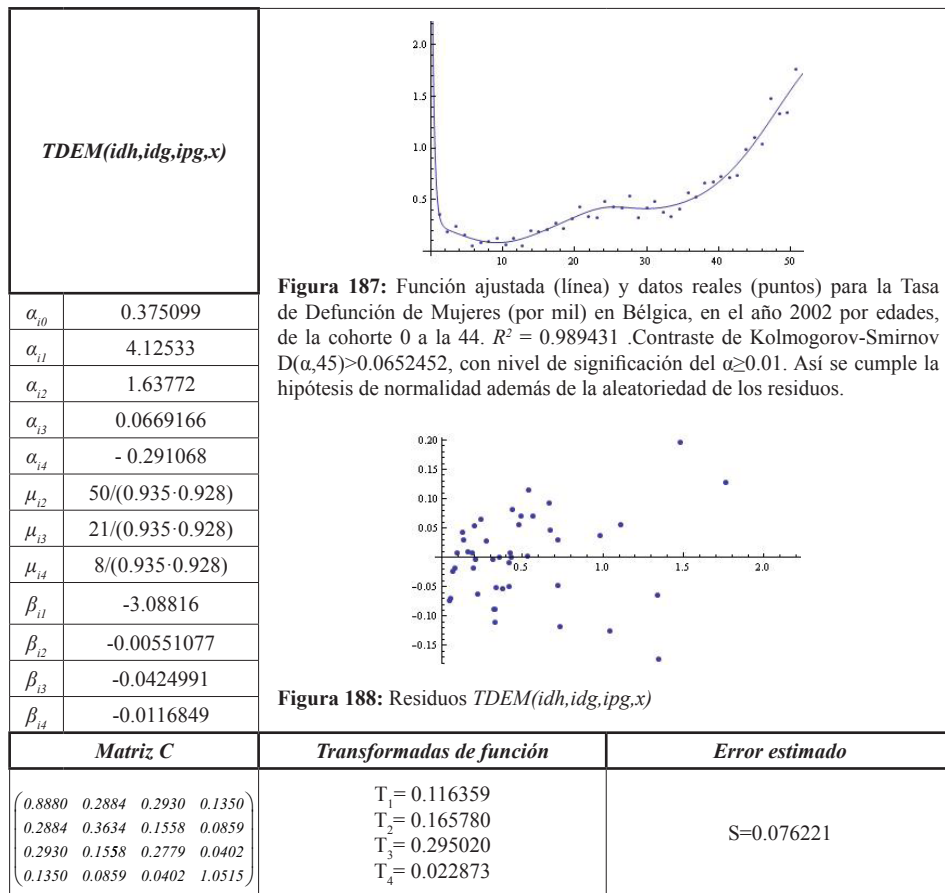 TDEM(idh,idg,ipg,x)
2.0
1.5
1.0
0.5
10 20 30 40 50
Figura 187: Función ajustada (línea) y datos reales (puntos) para la Tasa
de Defunción de Mujeres (por mil) en Bélgica, en el año 2002 por edades,
de la cohorte 0 a la 44. R² = 0.989431 .Contraste de Kolmogorov-Smirnov
D(α,45)>0.0652452, con nivel de significación del α≥0.01. Así se cumple la
hipótesis de normalidad además de la aleatoriedad de los residuos.
α_i0 0.375099
α_i1 4.12533
α_i2 1.63772
α_i3 0.0669166
α_i4 - 0.291068
μ_i2 50/(0.935·0.928)
μ_i3 21/(0.935·0.928)
μ_i4 8/(0.935·0.928)
β_i1 -3.08816
β_i2 -0.00551077
β_i3 -0.0424991
β_i4 -0.0116849
0.20
0.15
0.10
0.05
0.5 1.0 1.5 2.0
-0.05
-0.10
-0.15
Figura 188: Residuos TDEM(idh,idg,ipg,x)
Matriz C Transformadas de función Error estimado
0.8880 0.2884 0.2930 0.1350
0.2884 0.3634 0.1558 0.0859
0.2930 0.1558 0.2779 0.0402
0.1350 0.0859 0.0402 1.0515
T₁= 0.116359
T₂= 0.165780
T₃= 0.295020
T₄= 0.022873
S=0.076221